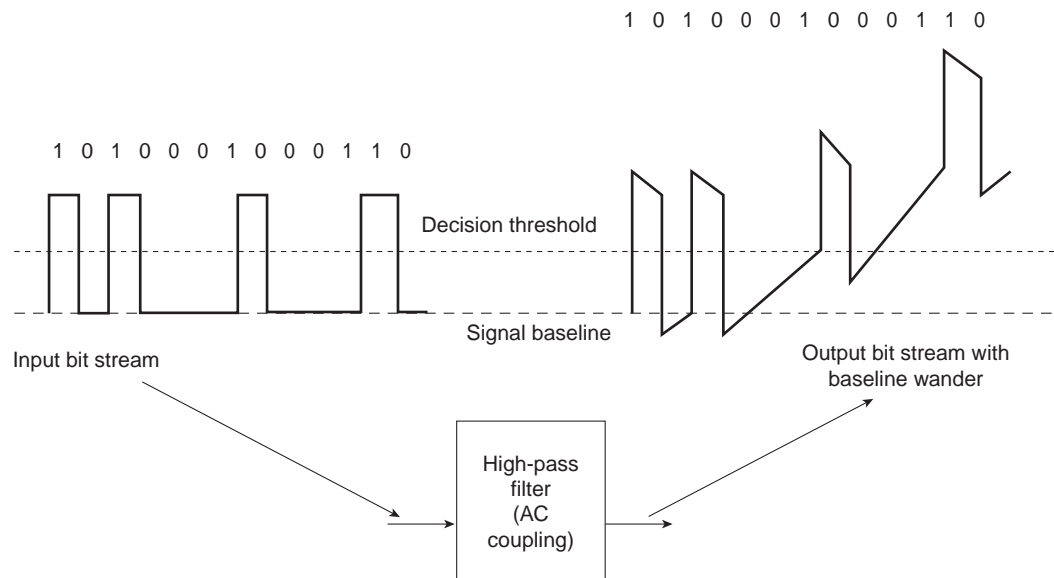 1 0 1 0 0 0 1 0 0 0 1 1 0
1 0 1 0 0 0 1 0 0 0 1 1 0
Decision threshold
Signal baseline
Input bit stream
Output bit stream with
baseline wander
High-pass
filter
(AC
coupling)